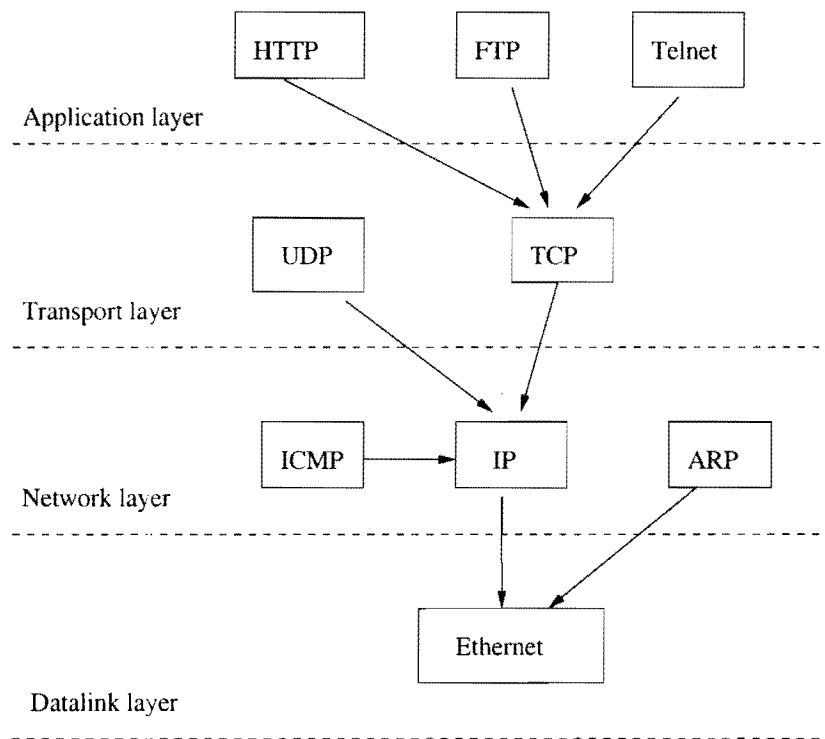 HTTP
FTP
Telnet
Application layer
UDP
TCP
Transport layer
ICMP
IP
ARP
Network layer
Ethernet
Datalink layer